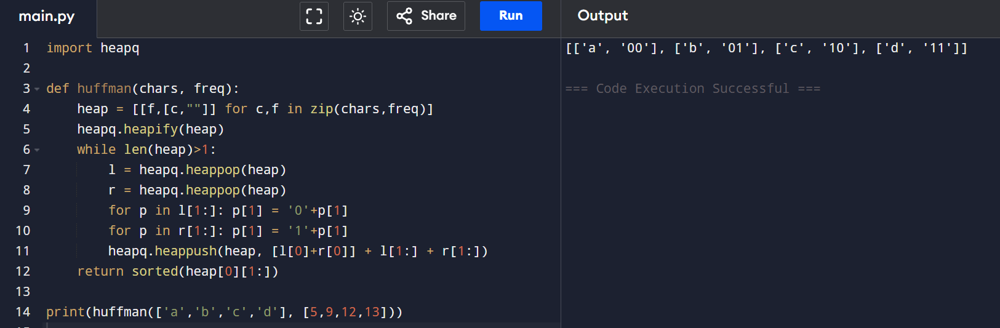 main.py Share Run Output
1 import heapq
2
3 def huffman(chars, freq):
4     heap = [[f,[c,""]] for c,f in zip(chars,freq)]
5     heapq.heapify(heap)
6     while len(heap)>1:
7         l = heapq.heappop(heap)
8         r = heapq.heappop(heap)
9         for p in l[1:]: p[1] = '0'+p[1]
10         for p in r[1:]: p[1] = '1'+p[1]
11         heapq.heappush(heap, [l[0]+r[0]] + l[1:] + r[1:])
12     return sorted(heap[0][1:])
13
14 print(huffman(['a','b','c','d'], [5,9,12,13]))
[['a', '00'], ['b', '01'], ['c', '10'], ['d', '11']]
=== Code Execution Successful ===